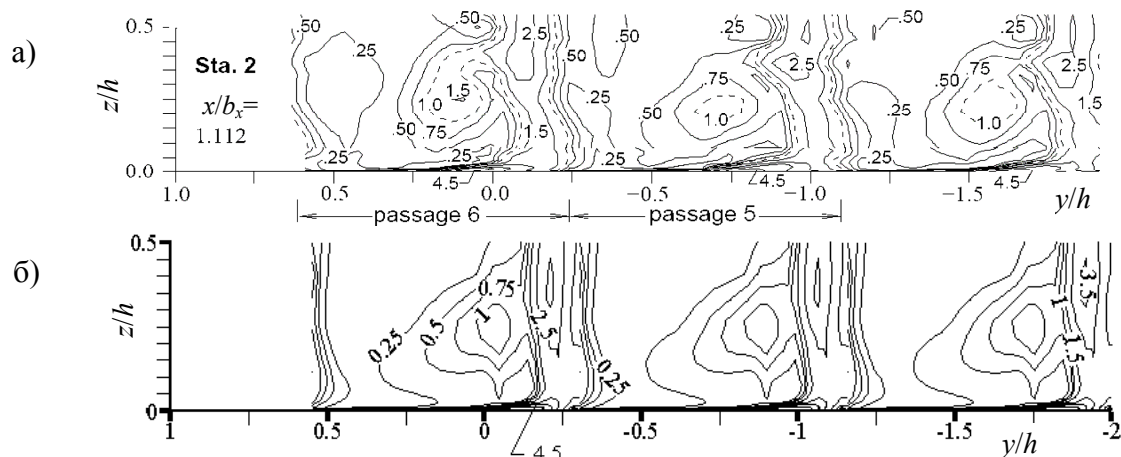 а)
z/h
0.5
0.0
Sta. 2
x/bₓ=
1.112
.50 .25 .50 2.5 .50 .50 .50 .25 2.5
1.5 1.0 .50 .75 .25 .25 1.5 4.5
.25 .75 .50 1.0 .25 2.5 4.5
.25 .50 .75 1.0 .25 1.5 4.5
1.0 0.5 0.0 −0.5 −1.0 −1.5 y/h
passage 6 passage 5
б)
z/h
0.5
0
0.25 0.5 0.75 1 2.5 0.25 1 1.5 3.5
1 0.5 0 -0.5 -1 -1.5 -2
4.5
y/h